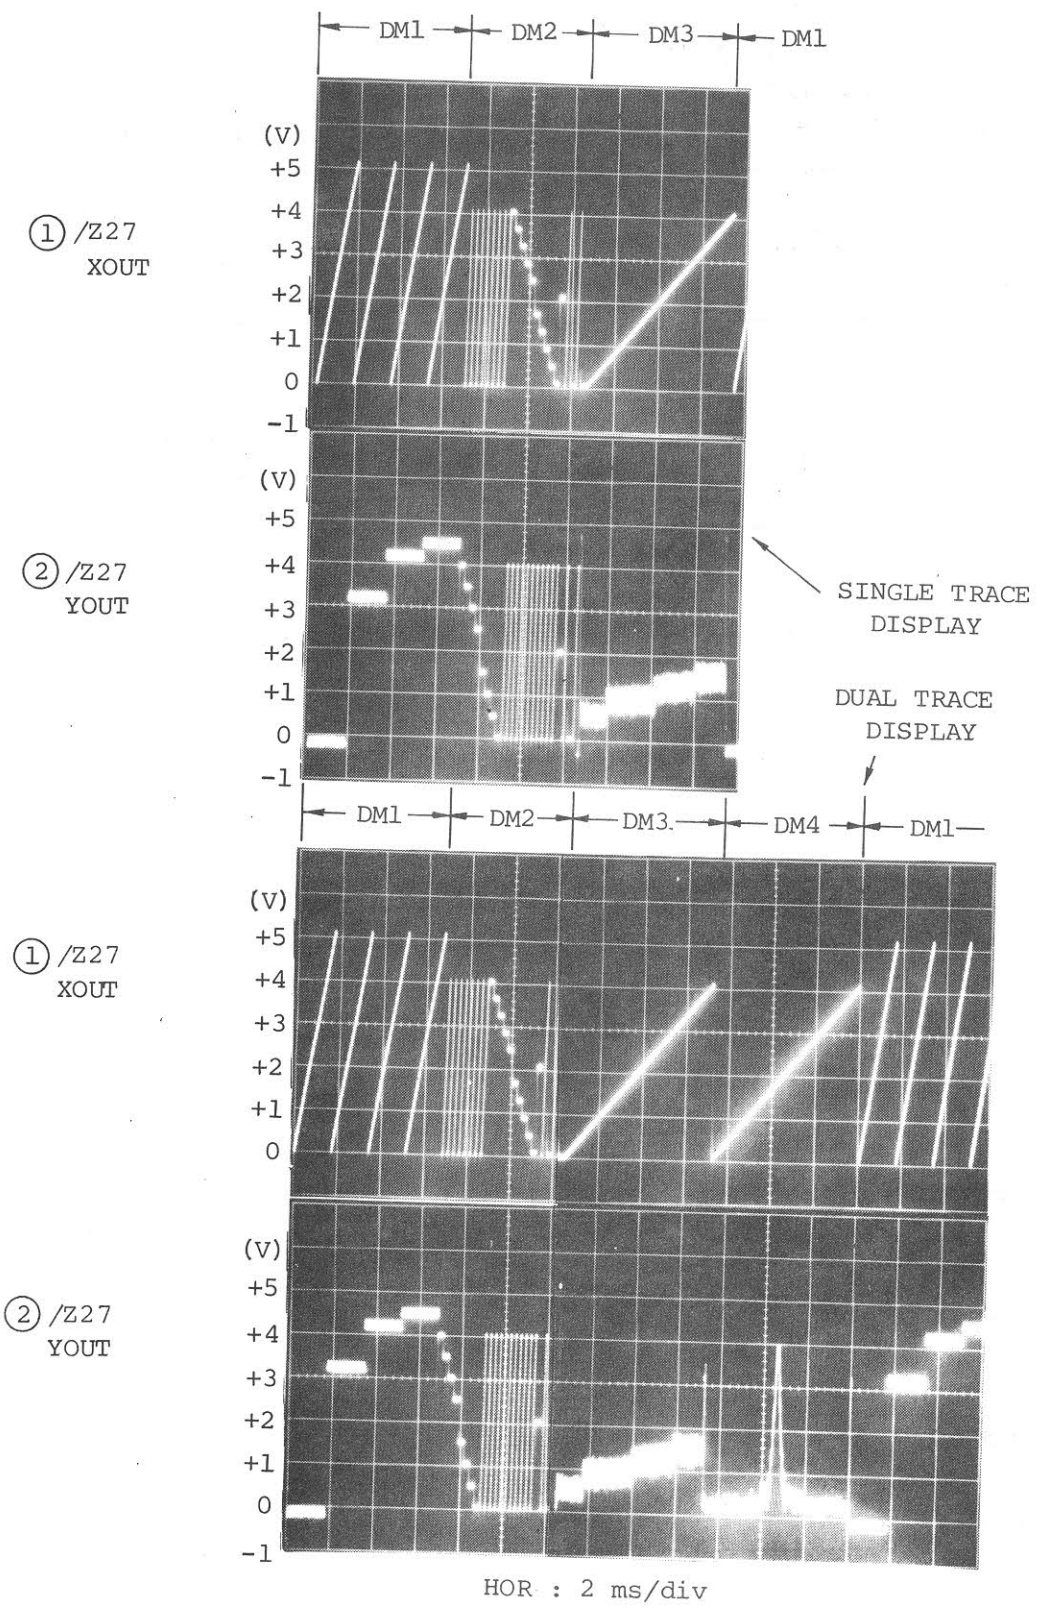 DM1 DM2 DM3 DM1
(V)
+5
+4
① /Z27
XOUT
+3
+2
+1
0
-1
(V)
+5
② /Z27
YOUT
+4
+3
+2
+1
0
-1
SINGLE TRACE
DISPLAY
DUAL TRACE
DISPLAY
DM1 DM2 DM3 DM4 DM1
(V)
+5
① /Z27
XOUT
+4
+3
+2
+1
0
(V)
+5
② /Z27
YOUT
+4
+3
+2
+1
0
-1
HOR : 2 ms/div